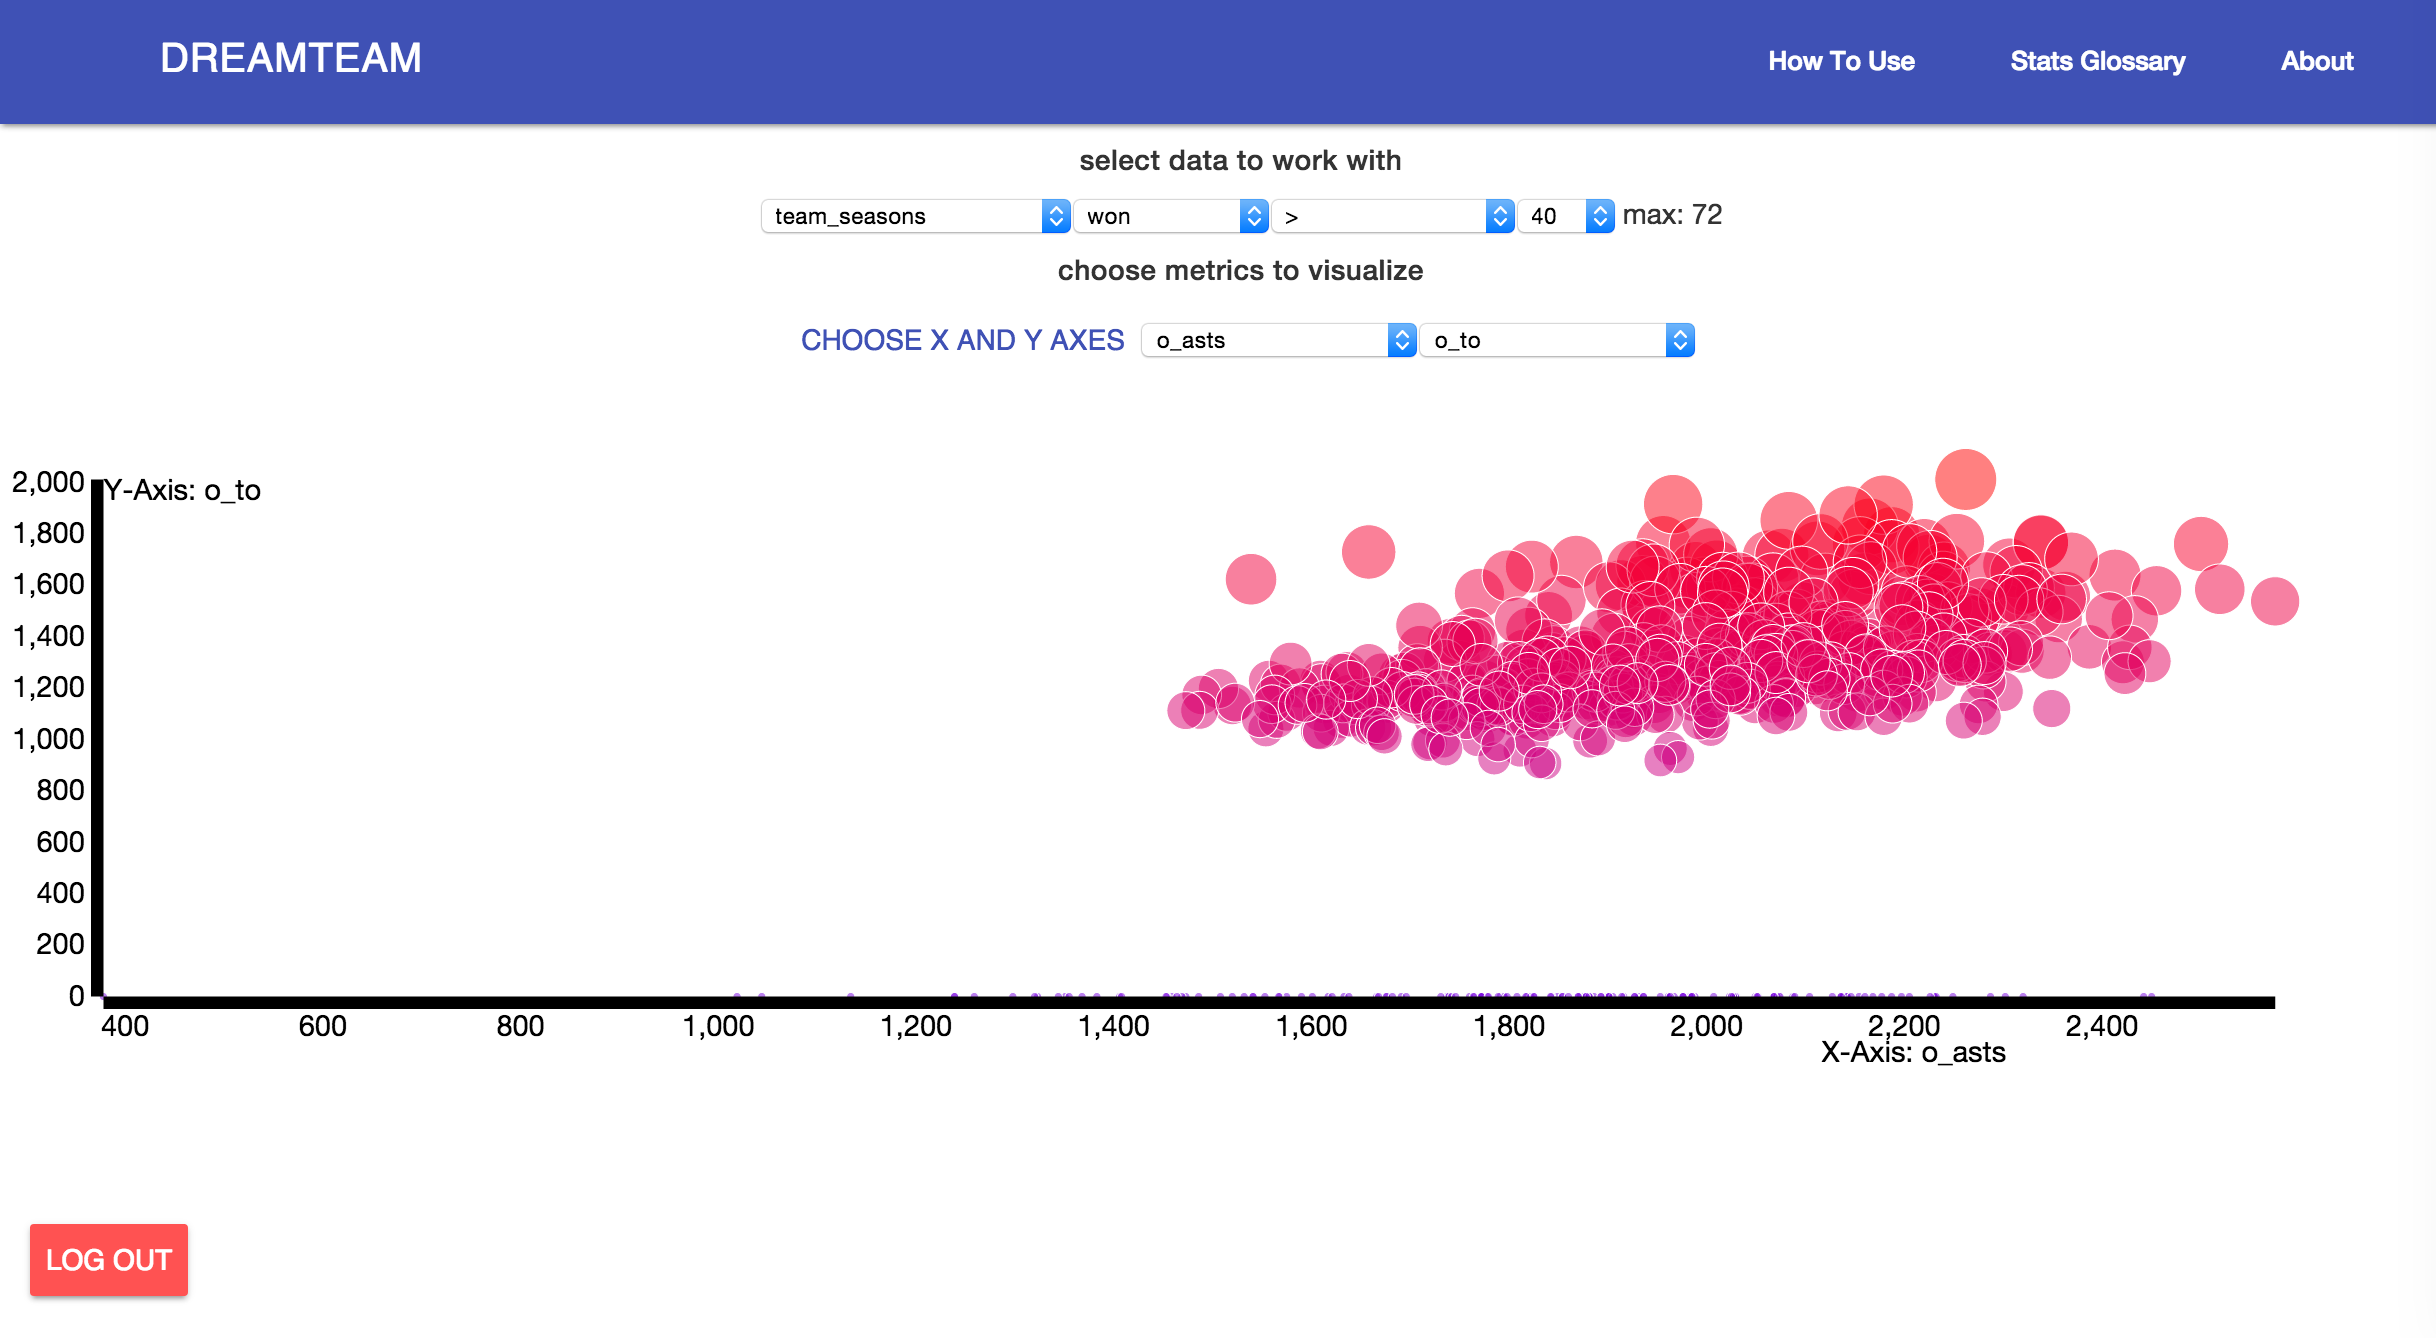 DREAMTEAM How To Use Stats Glossary About
select data to work with
team_seasons won > 40 max: 72
choose metrics to visualize
CHOOSE X AND Y AXES o_asts o_to
2,000 Y-Axis: o_to
1,800
1,600
1,400
1,200
1,000
800
600
400
200
0
400 600 800 1,000 1,200 1,400 1,600 1,800 2,000 2,200 2,400
X-Axis: o_asts
LOG OUT